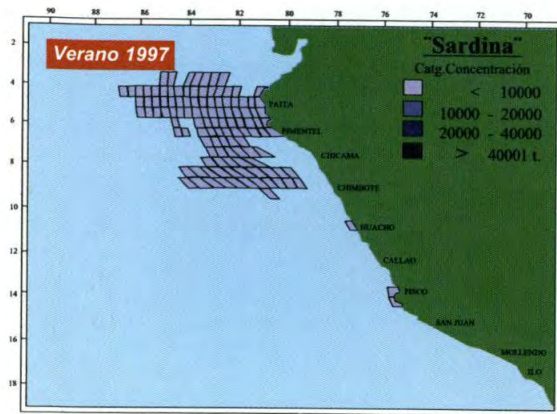 90 88 86 84 82 80 78 76 74 72 70
2
4
6
8
10
12
14
16
18
Verano 1997
"Sardina"
Catg.Concentración
< 10000
10000 - 20000
20000 - 40000
> 40001 t.
PAITA
PIMENTEL
CHICAMA
CHIMBOTE
HUACHO
CALLAO
PISCO
SAN JUAN
MOLLENDO
ILO